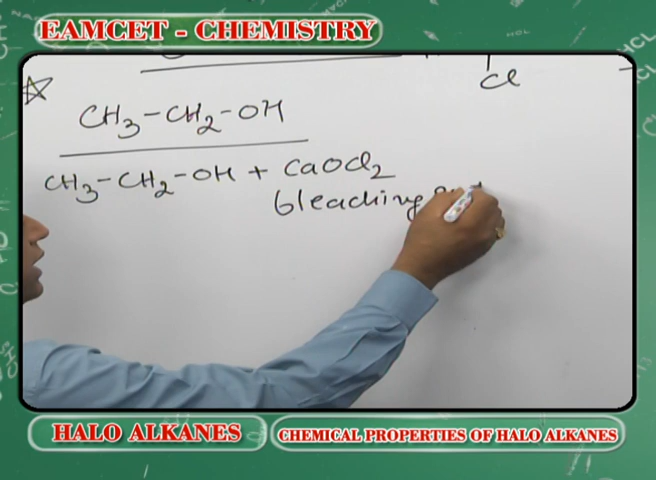 EAMCET - CHEMISTRY
Cl
CH3-CH2-OH
CH3-CH2-OH + CaOCl2
bleaching
HALO ALKANES
CHEMICAL PROPERTIES OF HALO ALKANES